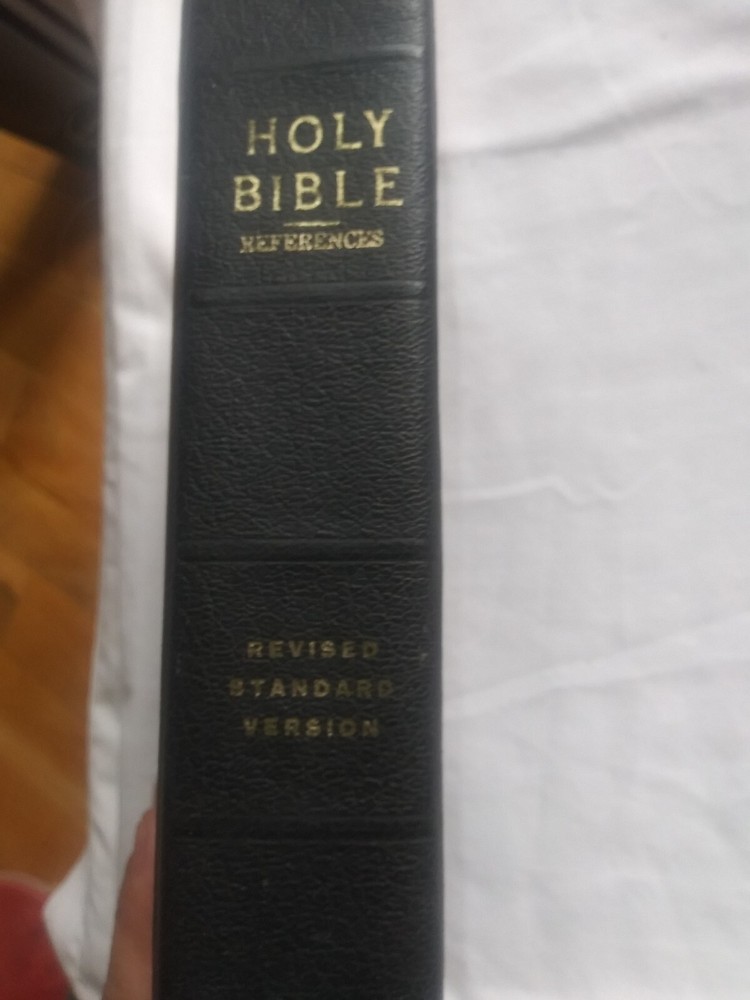 HOLY
BIBLE
REFERENCES
REVISED
STANDARD
VERSION